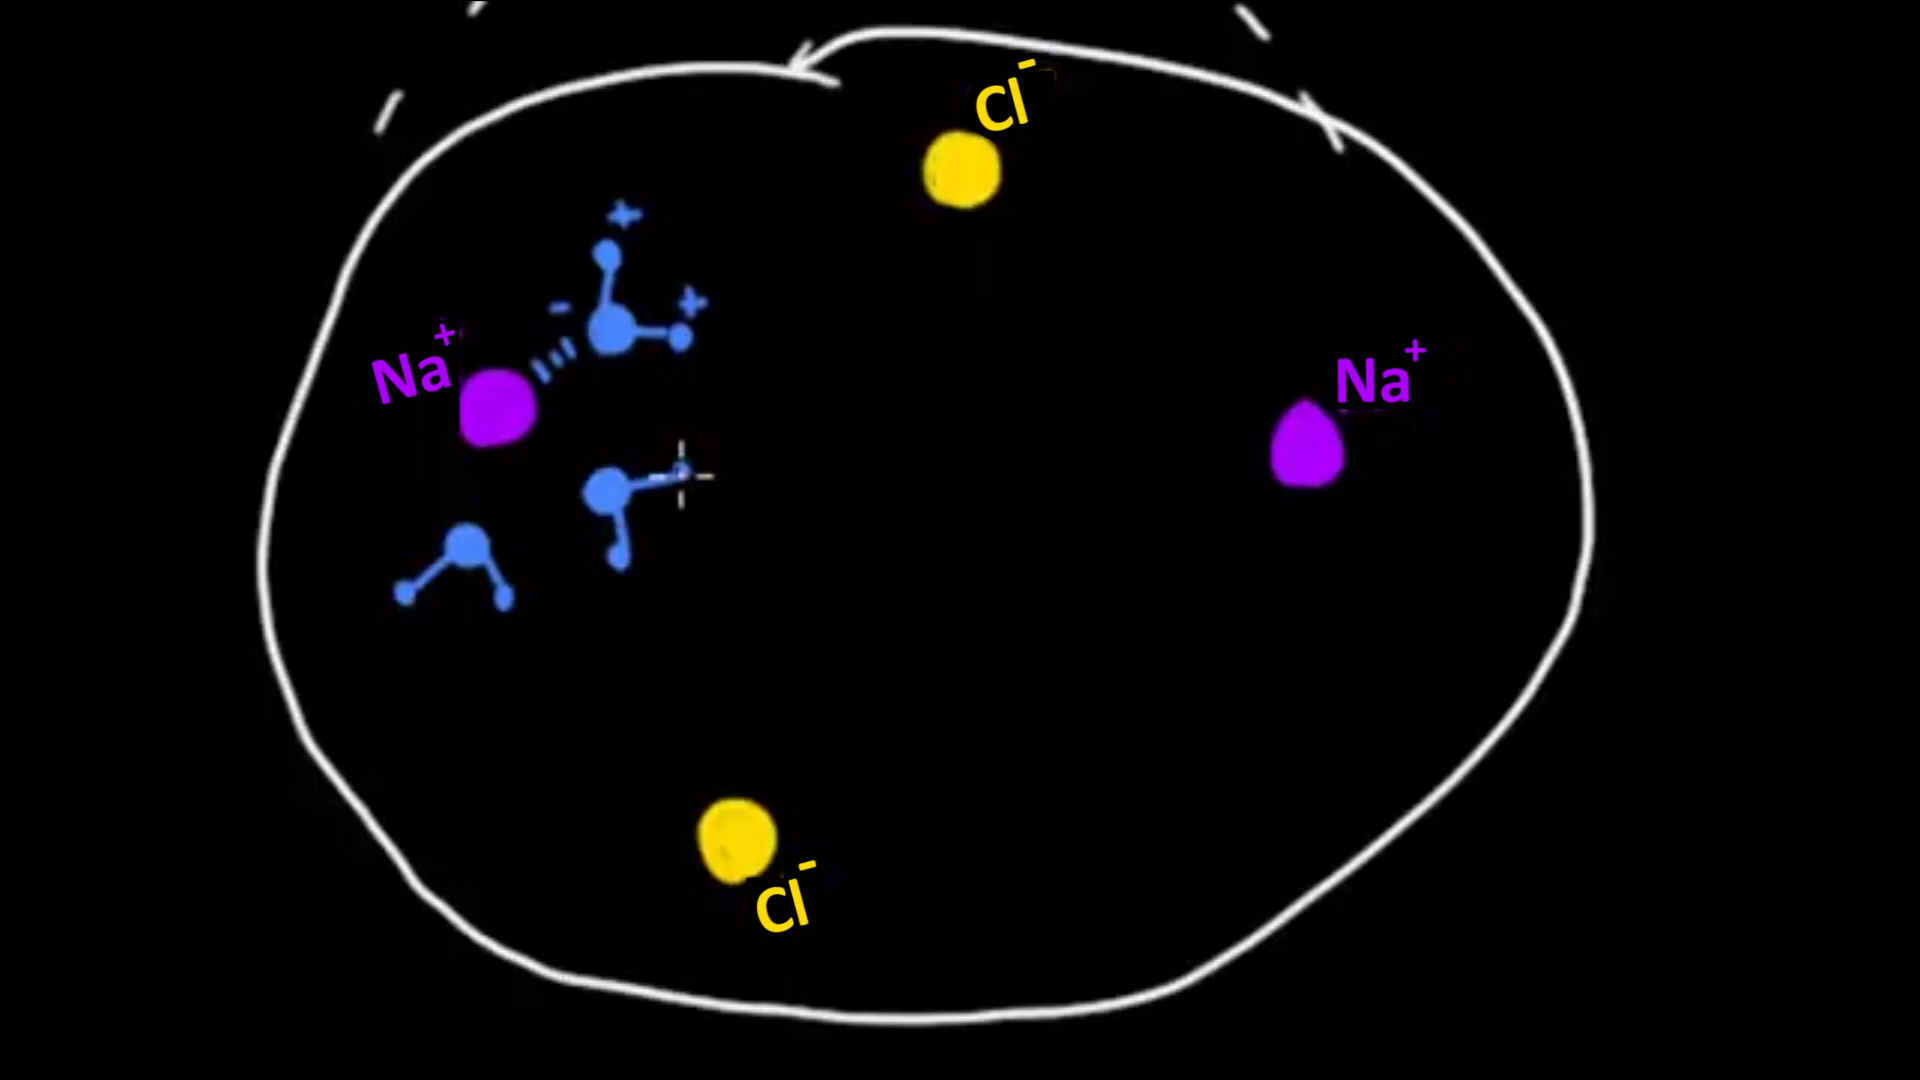 Cl⁻
+
- +
Na⁺
Na⁺
Cl⁻